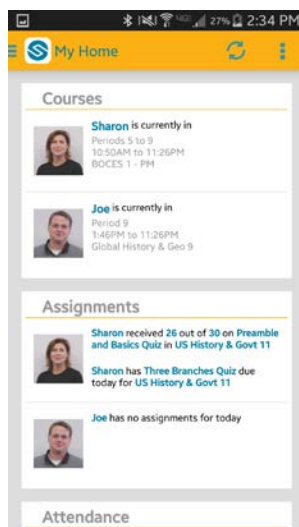 27% 2:34 PM
My Home
Courses
Sharon is currently in
Periods 5 to 9
10:50AM to 11:26PM
BOCES 1 - PM
Joe is currently in
Period 9
1:46PM to 11:26PM
Global History & Geo 9
Assignments
Sharon received 26 out of 30 on Preamble
and Basics Quiz in US History & Govt 11
Sharon has Three Branches Quiz due
today for US History & Govt 11
Joe has no assignments for today
Attendance